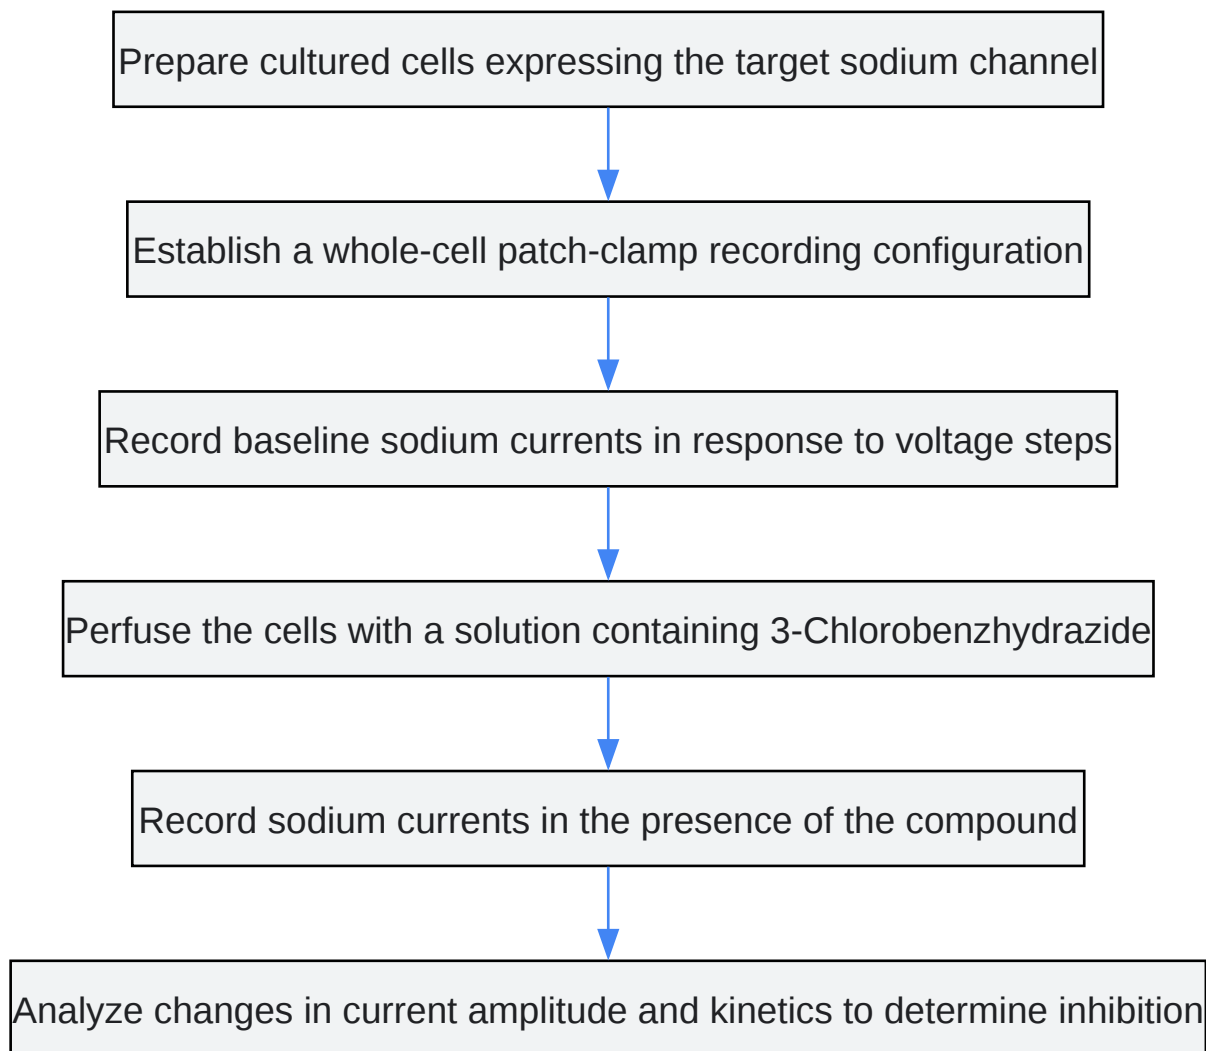 Prepare cultured cells expressing the target sodium channel
Establish a whole-cell patch-clamp recording configuration
Record baseline sodium currents in response to voltage steps
Perfuse the cells with a solution containing 3-Chlorobenzhydrazide
Record sodium currents in the presence of the compound
Analyze changes in current amplitude and kinetics to determine inhibition